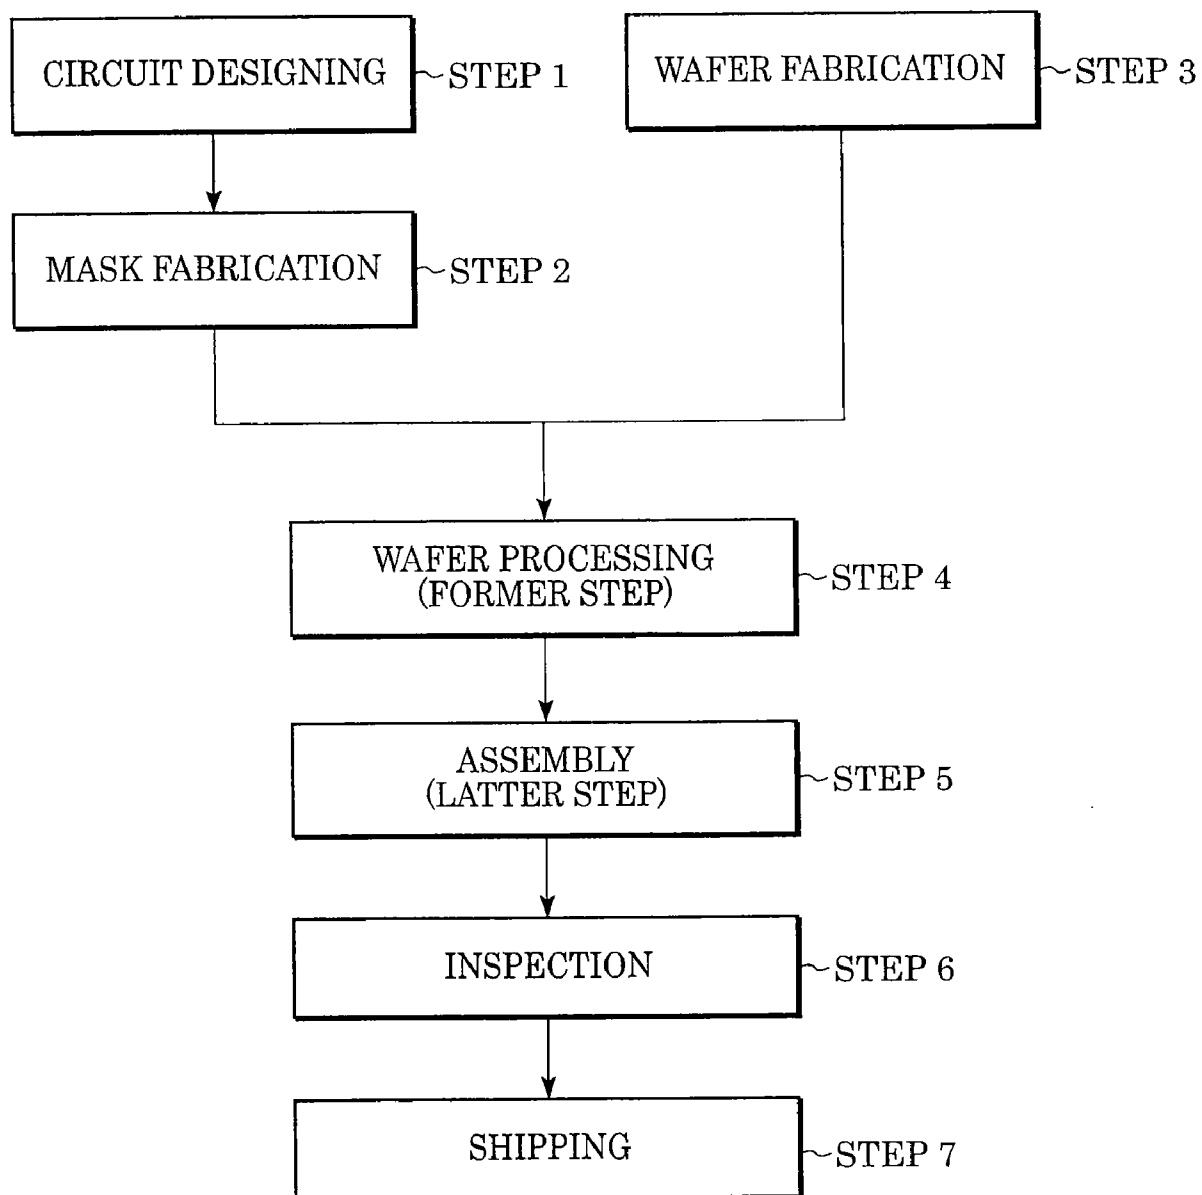 CIRCUIT DESIGNING
STEP 1
WAFER FABRICATION
STEP 3
MASK FABRICATION
STEP 2
WAFER PROCESSING
(FORMER STEP)
STEP 4
ASSEMBLY
(LATTER STEP)
STEP 5
INSPECTION
STEP 6
SHIPPING
STEP 7